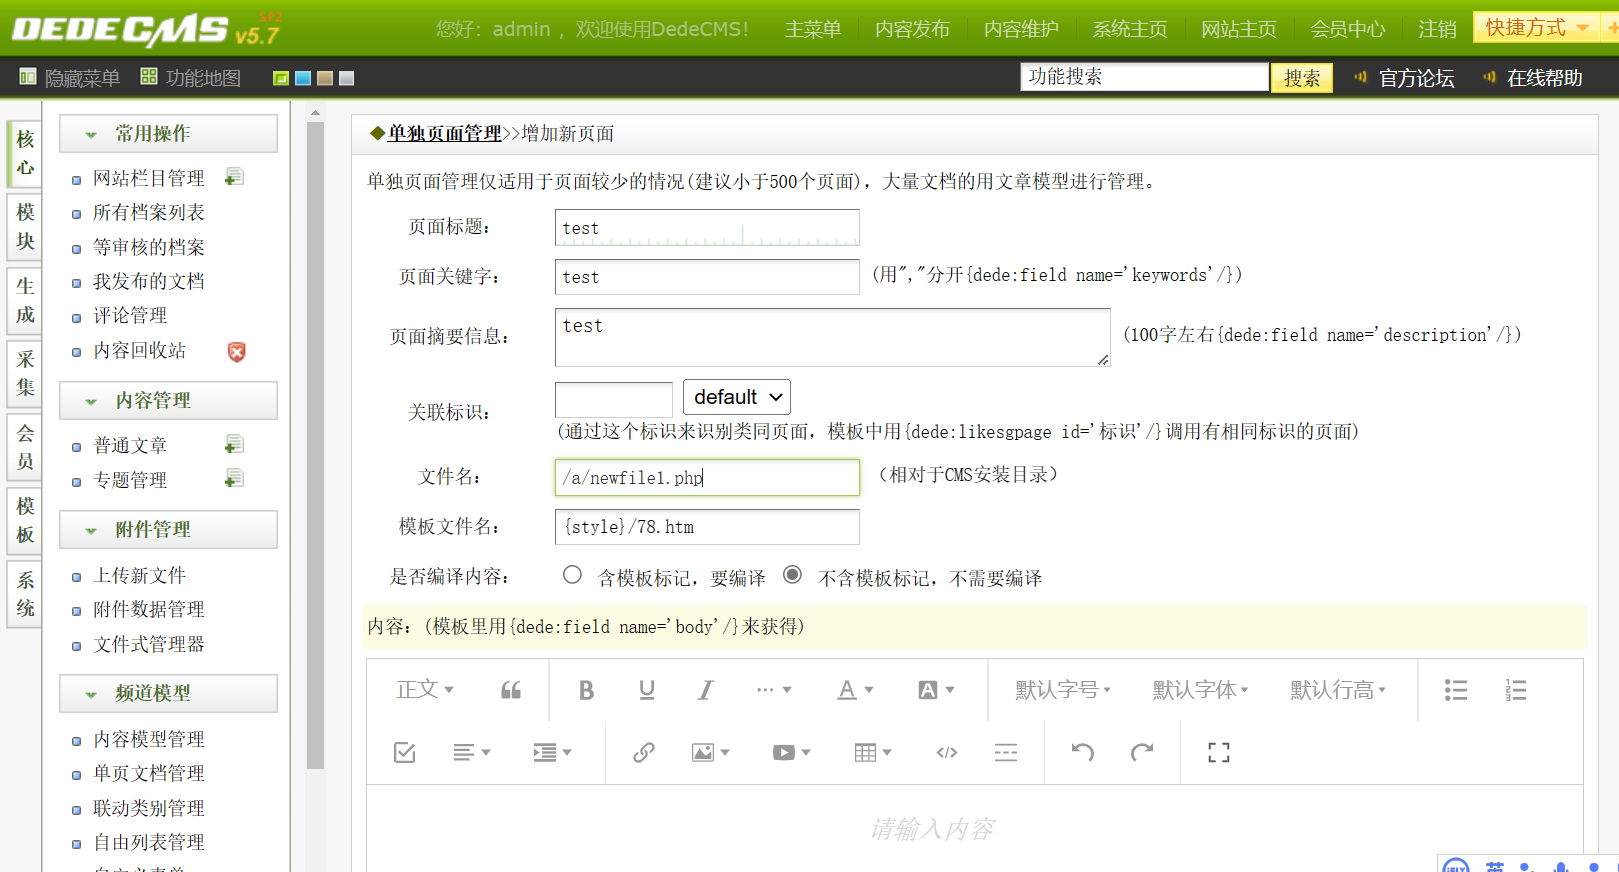 DEDECMS v5.7 SP2
您好：admin ，欢迎使用DedeCMS！ 主菜单 内容发布 内容维护 系统主页 网站主页 会员中心 注销 快捷方式
隐藏菜单 功能地图 功能搜索 搜索 官方论坛 在线帮助
核心
模块
生成
采集
会员
模板
系统
常用操作
网站栏目管理
所有档案列表
等审核的档案
我发布的文档
评论管理
内容回收站
内容管理
普通文章
专题管理
附件管理
上传新文件
附件数据管理
文件式管理器
频道模型
内容模型管理
单页文档管理
联动类别管理
自由列表管理
◆单独页面管理>>增加新页面
单独页面管理仅适用于页面较少的情况(建议小于500个页面)，大量文档的用文章模型进行管理。
页面标题： test
页面关键字： test (用","分开{dede:field name='keywords'/})
页面摘要信息： test (100字左右{dede:field name='description'/})
关联标识： default
(通过这个标识来识别类同页面，模板中用{dede:likesgpage id='标识'/}调用有相同标识的页面)
文件名： /a/newfile1.php （相对于CMS安装目录）
模板文件名： {style}/78.htm
是否编译内容： 含模板标记，要编译 不含模板标记，不需要编译
内容：(模板里用{dede:field name='body'/}来获得)
正文 B U I A A 默认字号 默认字体 默认行高
请输入内容